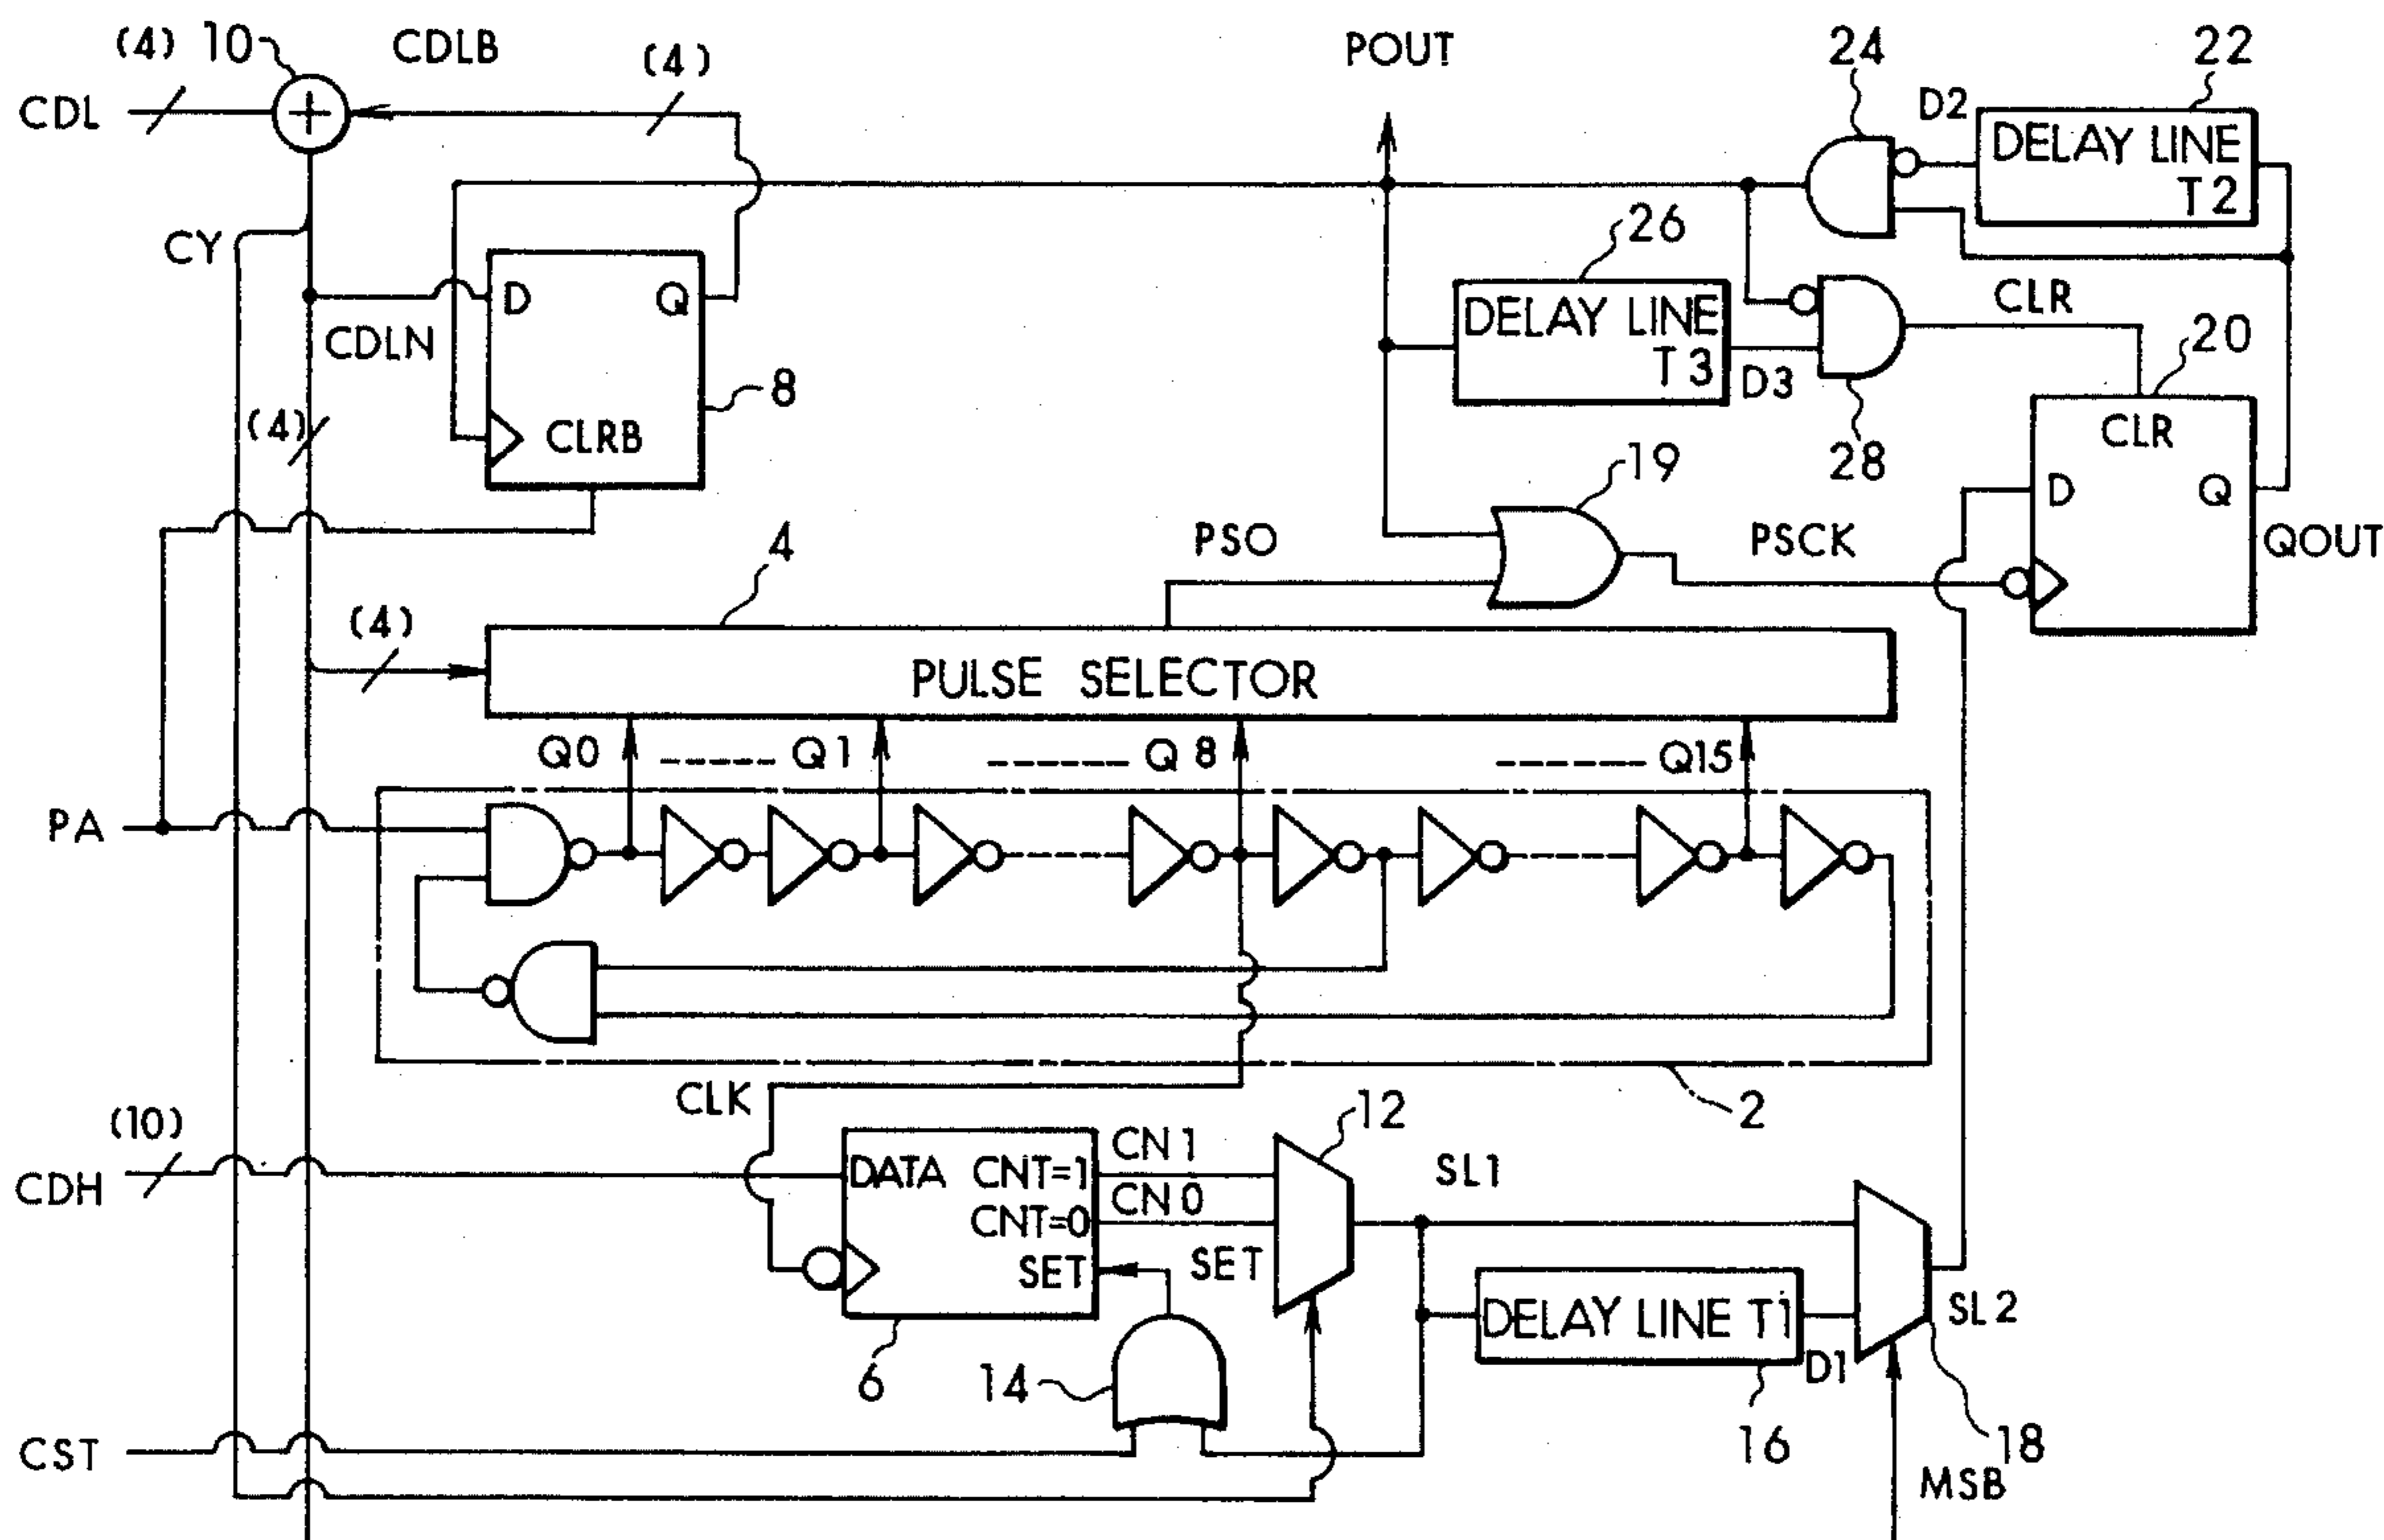 (4) 10 CDLB (4) POUT 24 22
CDL + D2 DELAY LINE T2
CY 26
CDLN D Q DELAY LINE T3 D3 CLR 20
8
(4) CLRB 19 28 CLR
D Q
4 PSO PSCK QOUT
(4) PULSE SELECTOR
Q0 Q1 Q8 Q15
PA
CLK 2
(10) 12
CDH DATA CNT=1 CN1 SL1
CNT=0 CN0
SET SET
DELAY LINE T1 SL2
6 14 D1
16 18
CST MSB